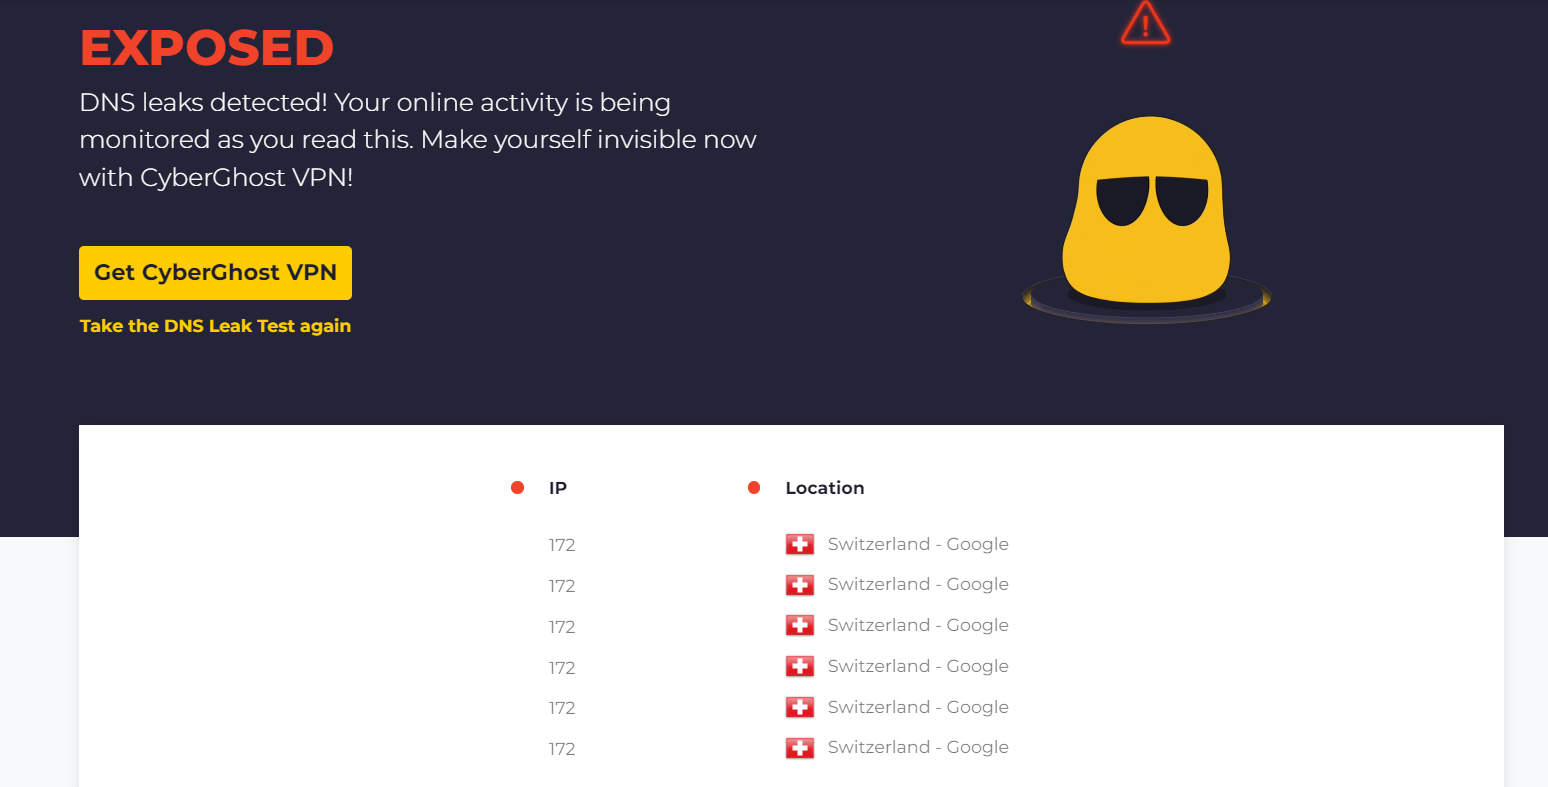 EXPOSED
DNS leaks detected! Your online activity is being
monitored as you read this. Make yourself invisible now
with CyberGhost VPN!
Get CyberGhost VPN
Take the DNS Leak Test again
IP Location
172 Switzerland - Google
172 Switzerland - Google
172 Switzerland - Google
172 Switzerland - Google
172 Switzerland - Google
172 Switzerland - Google